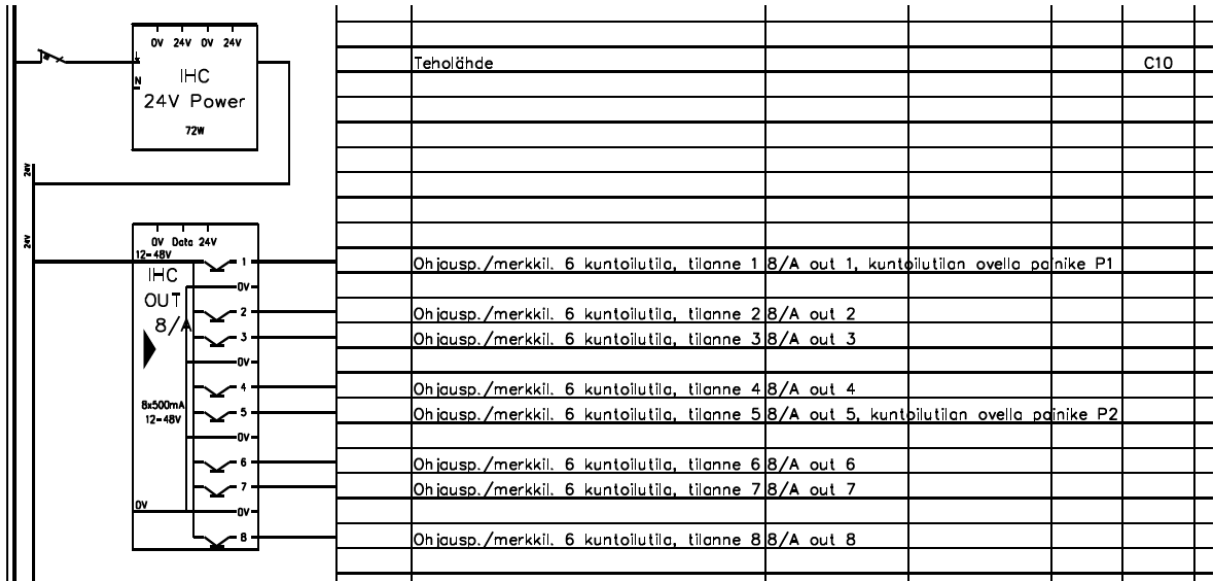 0V 24V 0V 24V
L
N
IHC
24V Power
72W
Teholähde C10
24V
24V
0V Data 24V
12-48V
IHC
OUT
8/A
8x500mA
12-48V
0V
1 Ohjausp./merkkil. 6 kuntoilutila, tilanne 1 8/A out 1, kuntoilutilan ovella painike P1
0V
2 Ohjausp./merkkil. 6 kuntoilutila, tilanne 2 8/A out 2
3 Ohjausp./merkkil. 6 kuntoilutila, tilanne 3 8/A out 3
0V
4 Ohjausp./merkkil. 6 kuntoilutila, tilanne 4 8/A out 4
5 Ohjausp./merkkil. 6 kuntoilutila, tilanne 5 8/A out 5, kuntoilutilan ovella painike P2
0V
6 Ohjausp./merkkil. 6 kuntoilutila, tilanne 6 8/A out 6
7 Ohjausp./merkkil. 6 kuntoilutila, tilanne 7 8/A out 7
0V
8 Ohjausp./merkkil. 6 kuntoilutila, tilanne 8 8/A out 8